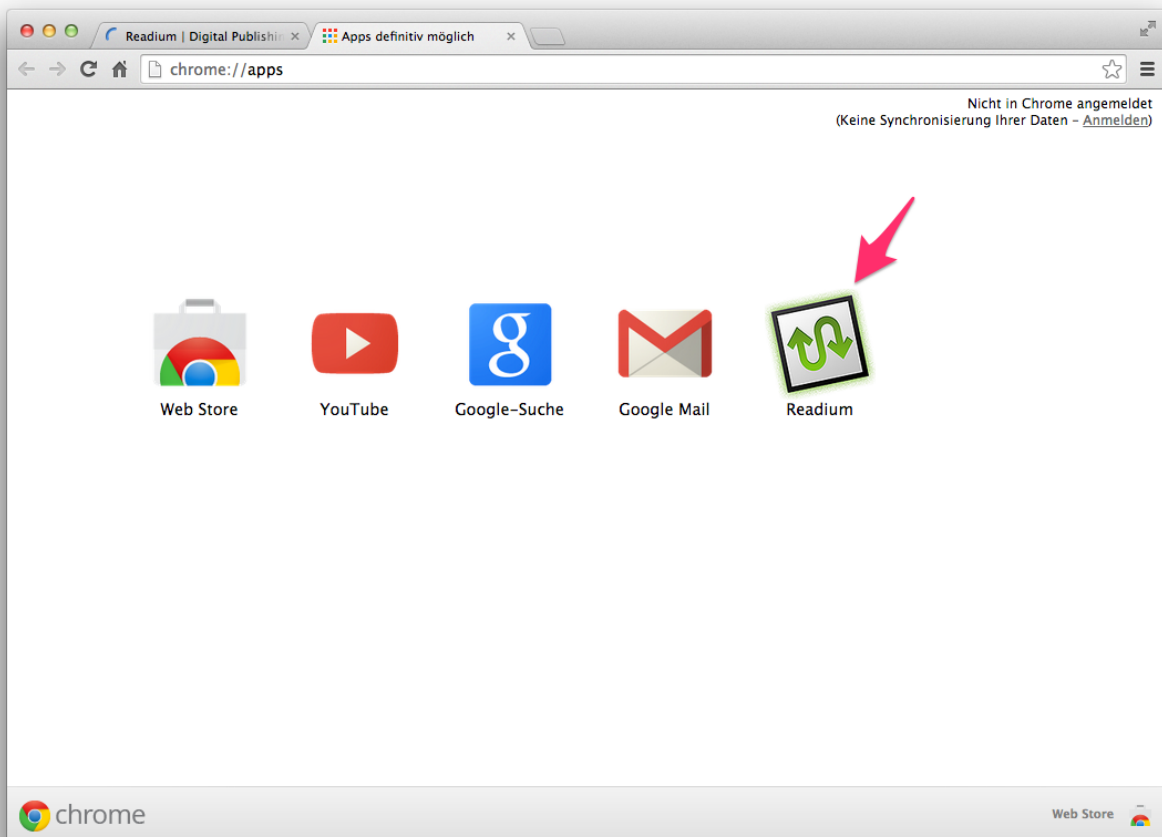 Readium | Digital Publishin
Apps definitiv möglich
chrome://apps
Nicht in Chrome angemeldet
(Keine Synchronisierung Ihrer Daten – Anmelden)
Web Store
YouTube
Google-Suche
Google Mail
Readium
chrome
Web Store